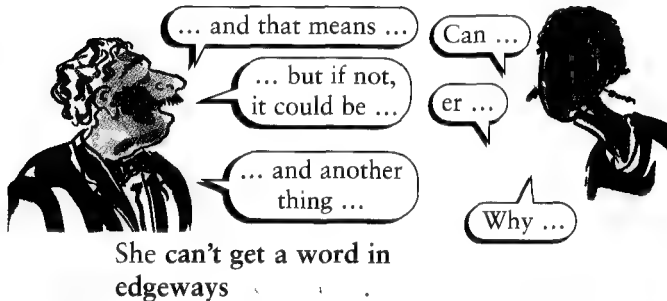 ... and that means ...
Can ...
... but if not,
it could be ...
er ...
... and another
thing ...
Why ...
She can't get a word in
edgeways .